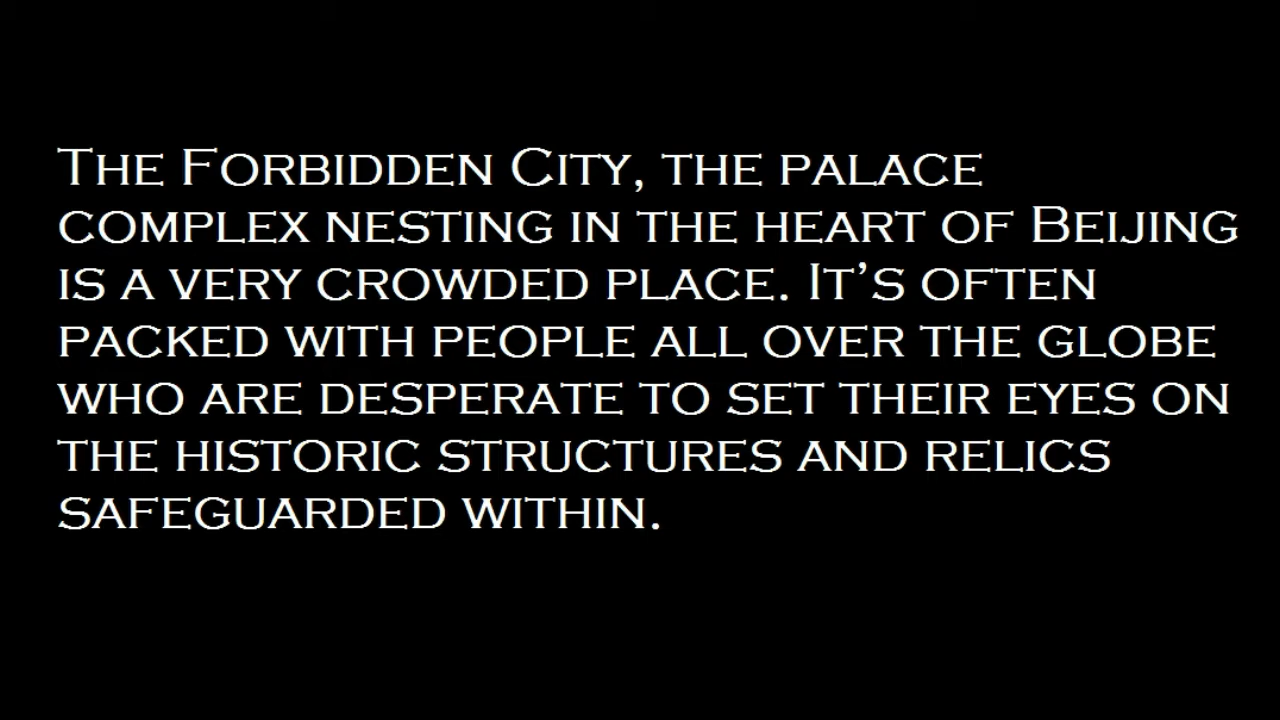 The Forbidden City, the palace
complex nesting in the heart of Beijing
is a very crowded place. It’s often
packed with people all over the globe
who are desperate to set their eyes on
the historic structures and relics
safeguarded within.